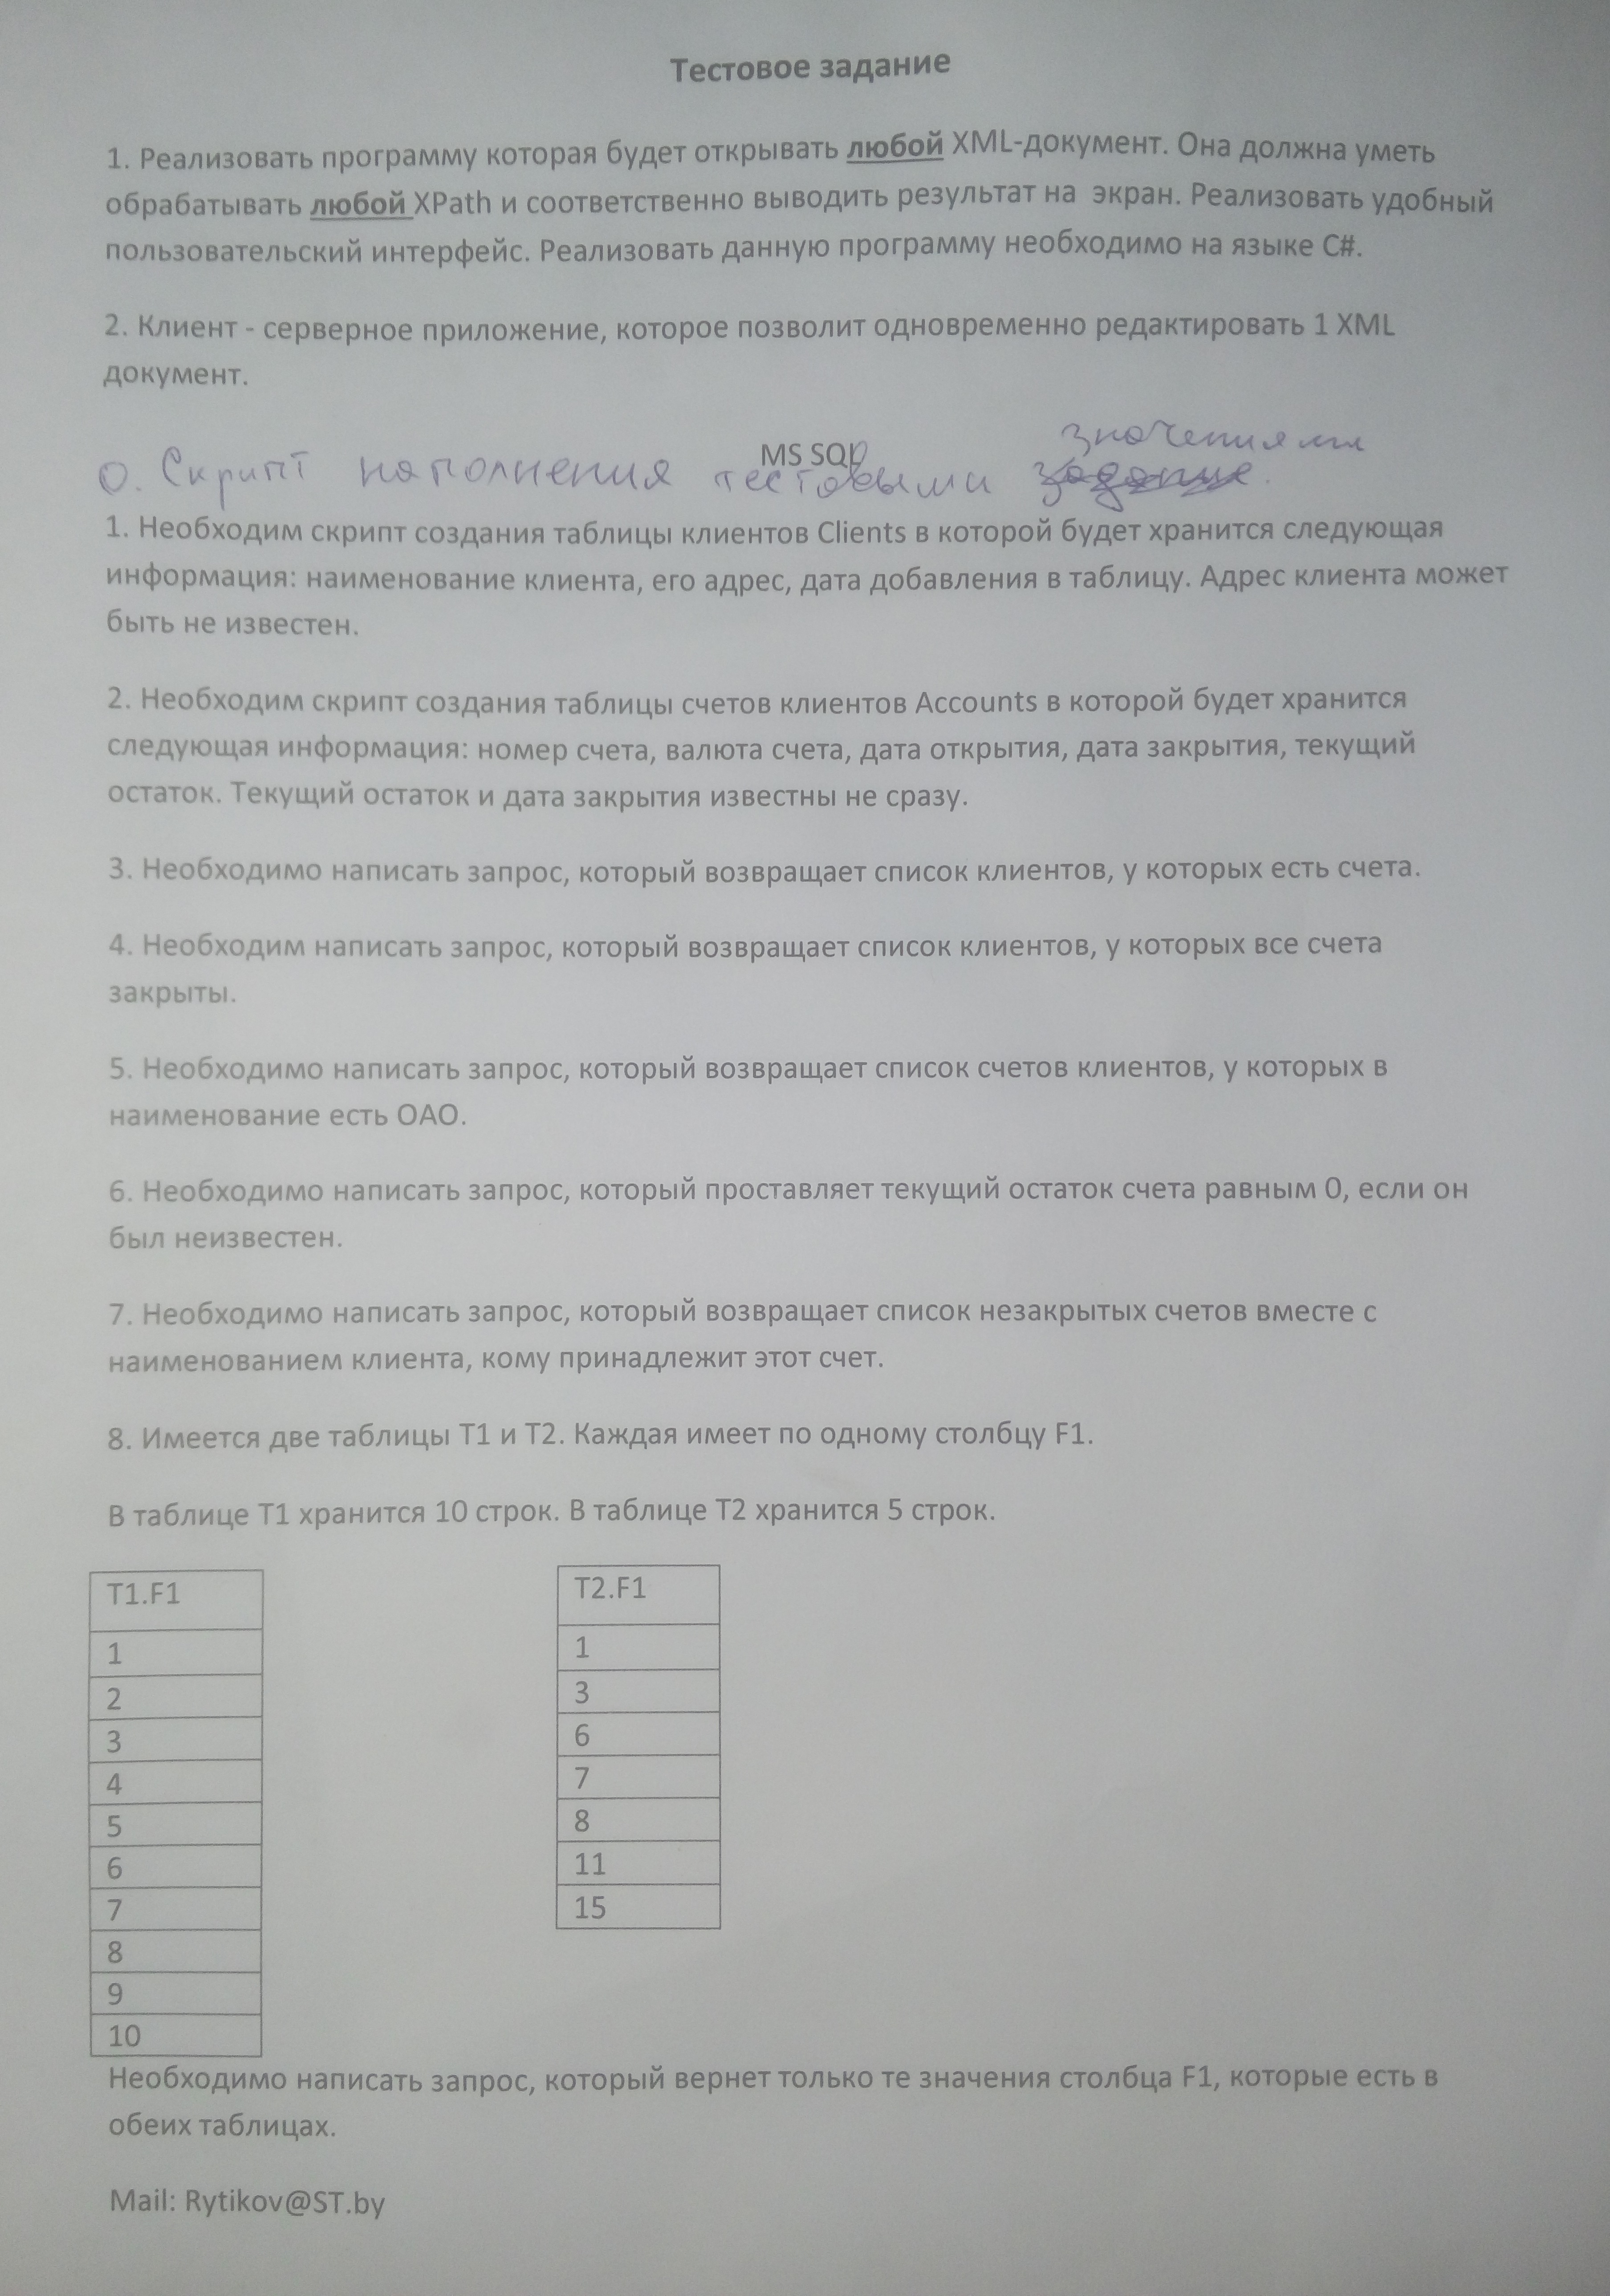 Тестовое задание
1. Реализовать программу которая будет открывать любой XML-документ. Она должна уметь
обрабатывать любой XPath и соответственно выводить результат на экран. Реализовать удобный
пользовательский интерфейс. Реализовать данную программу необходимо на языке C#.
2. Клиент - серверное приложение, которое позволит одновременно редактировать 1 XML
документ.
MS SQL
значениями
0. Скрипт наполнения тестовыми задание.
1. Необходим скрипт создания таблицы клиентов Clients в которой будет хранится следующая
информация: наименование клиента, его адрес, дата добавления в таблицу. Адрес клиента может
быть не известен.
2. Необходим скрипт создания таблицы счетов клиентов Accounts в которой будет хранится
следующая информация: номер счета, валюта счета, дата открытия, дата закрытия, текущий
остаток. Текущий остаток и дата закрытия известны не сразу.
3. Необходимо написать запрос, который возвращает список клиентов, у которых есть счета.
4. Необходим написать запрос, который возвращает список клиентов, у которых все счета
закрыты.
5. Необходимо написать запрос, который возвращает список счетов клиентов, у которых в
наименование есть ОАО.
6. Необходимо написать запрос, который проставляет текущий остаток счета равным 0, если он
был неизвестен.
7. Необходимо написать запрос, который возвращает список незакрытых счетов вместе с
наименованием клиента, кому принадлежит этот счет.
8. Имеется две таблицы T1 и T2. Каждая имеет по одному столбцу F1.
В таблице T1 хранится 10 строк. В таблице T2 хранится 5 строк.
T1.F1
1
2
3
4
5
6
7
8
9
10
T2.F1
1
3
6
7
8
11
15
Необходимо написать запрос, который вернет только те значения столбца F1, которые есть в
обеих таблицах.
Mail: Rytikov@ST.by